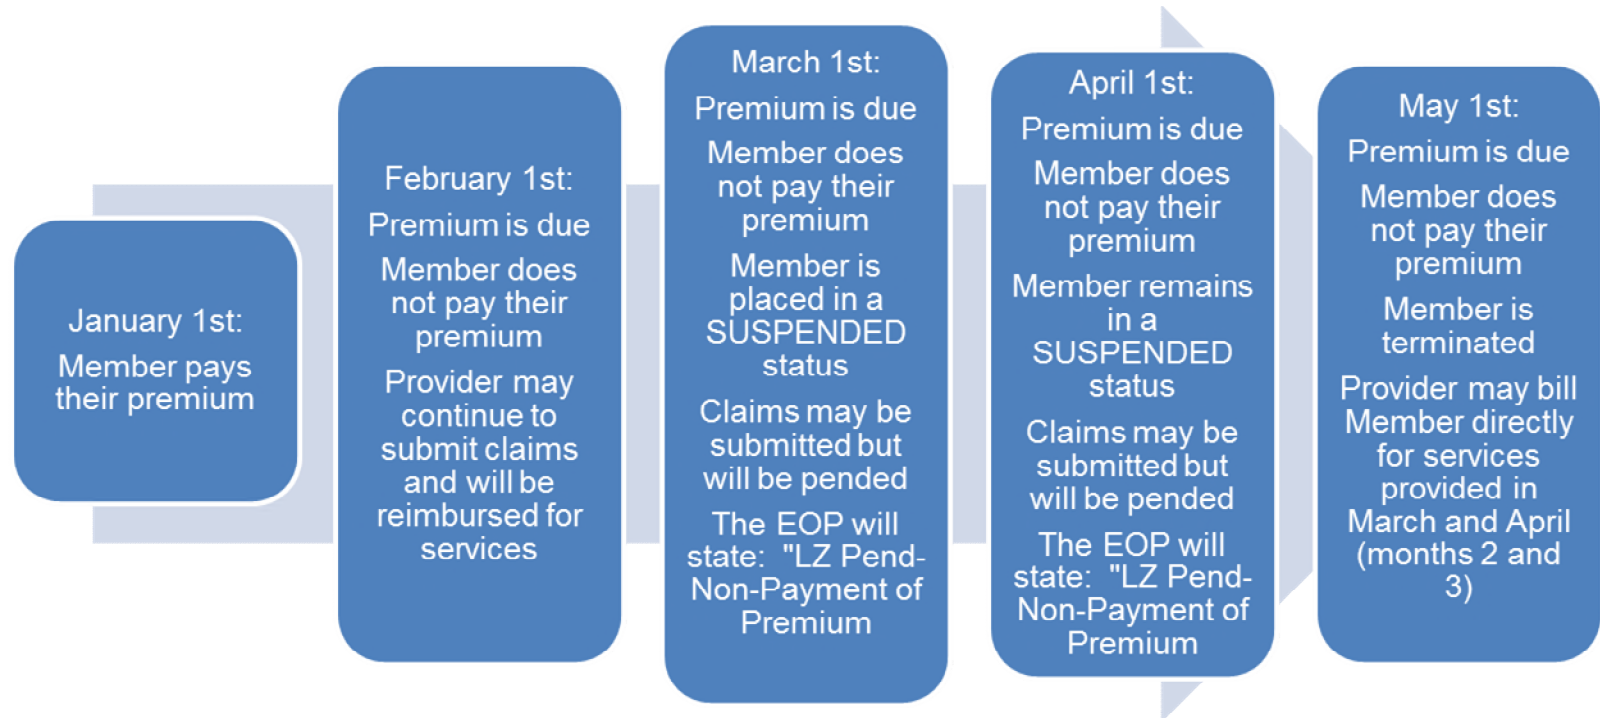 January 1st:
Member pays
their premium
February 1st:
Premium is due
Member does
not pay their
premium
Provider may
continue to
submit claims
and will be
reimbursed for
services
March 1st:
Premium is due
Member does
not pay their
premium
Member is
placed in a
SUSPENDED
status
Claims may be
submitted but
will be pended
The EOP will
state:  "LZ Pend-
Non-Payment of
Premium
April 1st:
Premium is due
Member does
not pay their
premium
Member remains
in a
SUSPENDED
status
Claims may be
submitted but
will be pended
The EOP will
state:  "LZ Pend-
Non-Payment of
Premium
May 1st:
Premium is due
Member does
not pay their
premium
Member is
terminated
Provider may bill
Member directly
for services
provided in
March and April
(months 2 and
3)